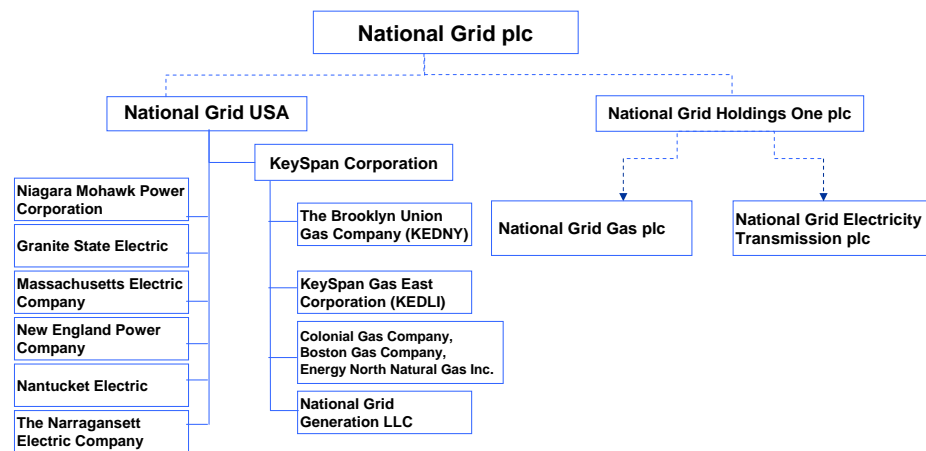 National Grid plc
National Grid USA
National Grid Holdings One plc
KeySpan Corporation
Niagara Mohawk Power
Corporation
Granite State Electric
Massachusetts Electric
Company
New England Power
Company
Nantucket Electric
The Narragansett
Electric Company
The Brooklyn Union
Gas Company (KEDNY)
KeySpan Gas East
Corporation (KEDLI)
Colonial Gas Company,
Boston Gas Company,
Energy North Natural Gas Inc.
National Grid
Generation LLC
National Grid Gas plc
National Grid Electricity
Transmission plc